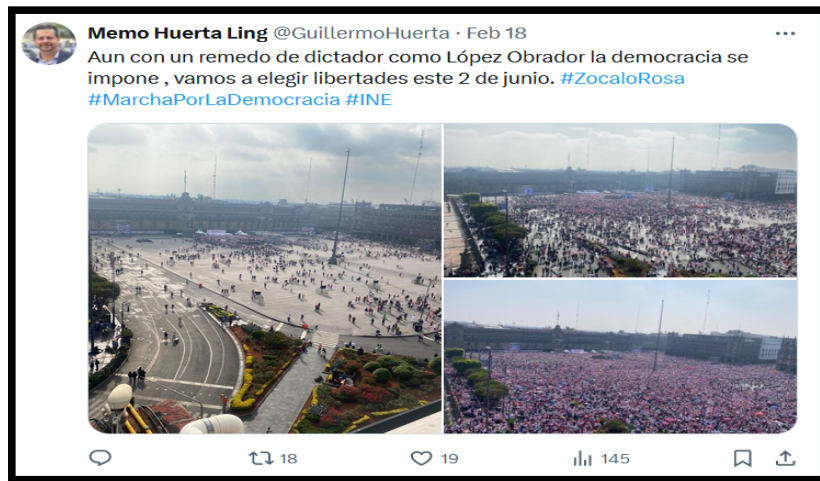 Memo Huerta Ling @GuillermoHuerta · Feb 18
Aun con un remedo de dictador como López Obrador la democracia se
impone , vamos a elegir libertades este 2 de junio. #ZocaloRosa
#MarchaPorLaDemocracia #INE
18 19 145